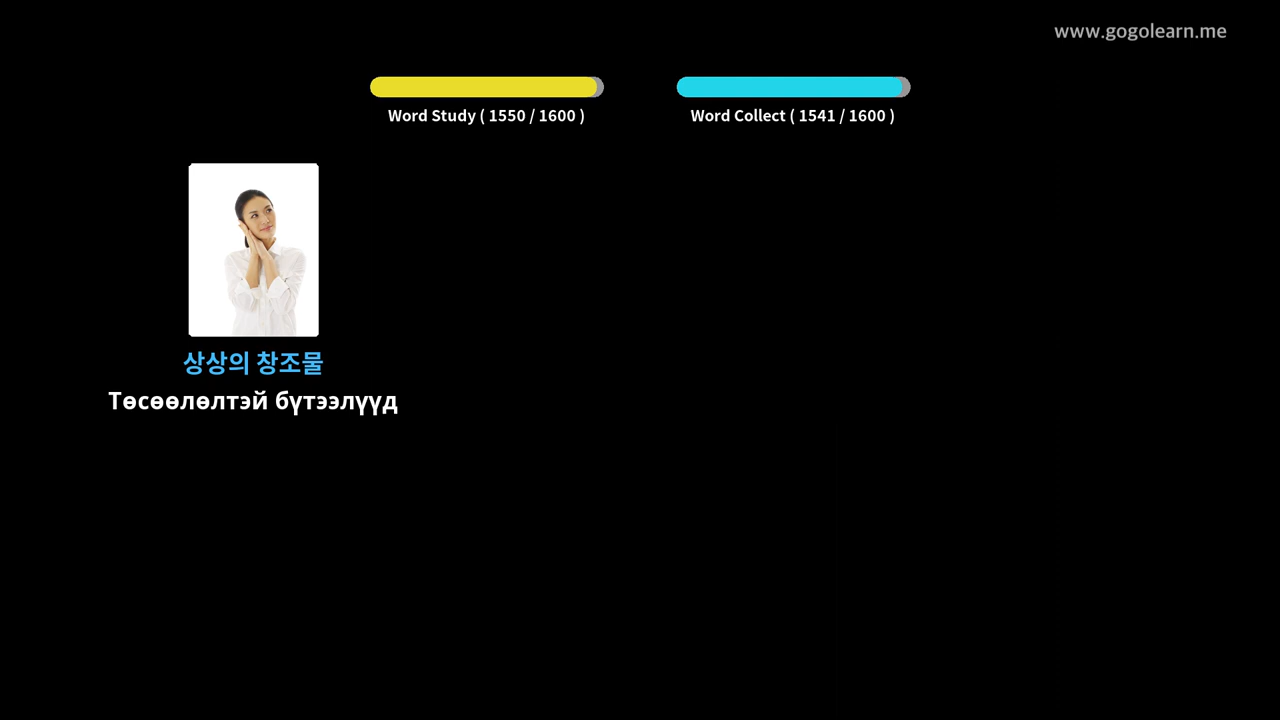 www.gogolearn.me
Word Study ( 1550 / 1600 )
Word Collect ( 1541 / 1600 )
상상의 창조물
Төсөөлөлтэй бүтээлүүд